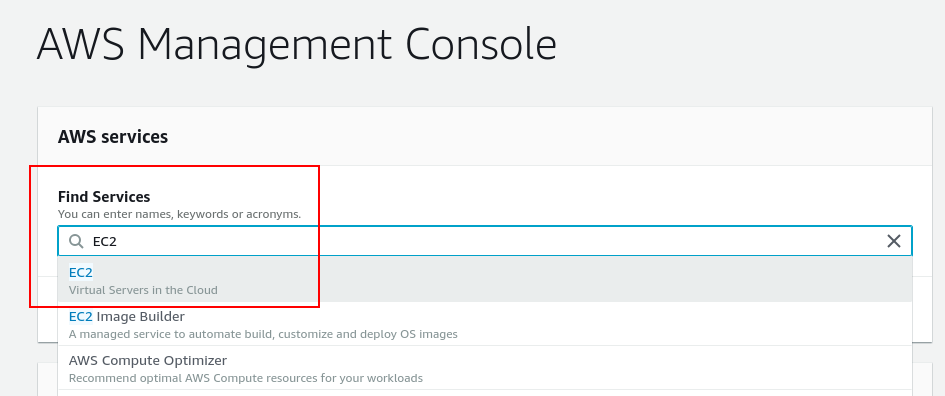 AWS Management Console
AWS services
Find Services
You can enter names, keywords or acronyms.
EC2
EC2
Virtual Servers in the Cloud
EC2 Image Builder
A managed service to automate build, customize and deploy OS images
AWS Compute Optimizer
Recommend optimal AWS Compute resources for your workloads